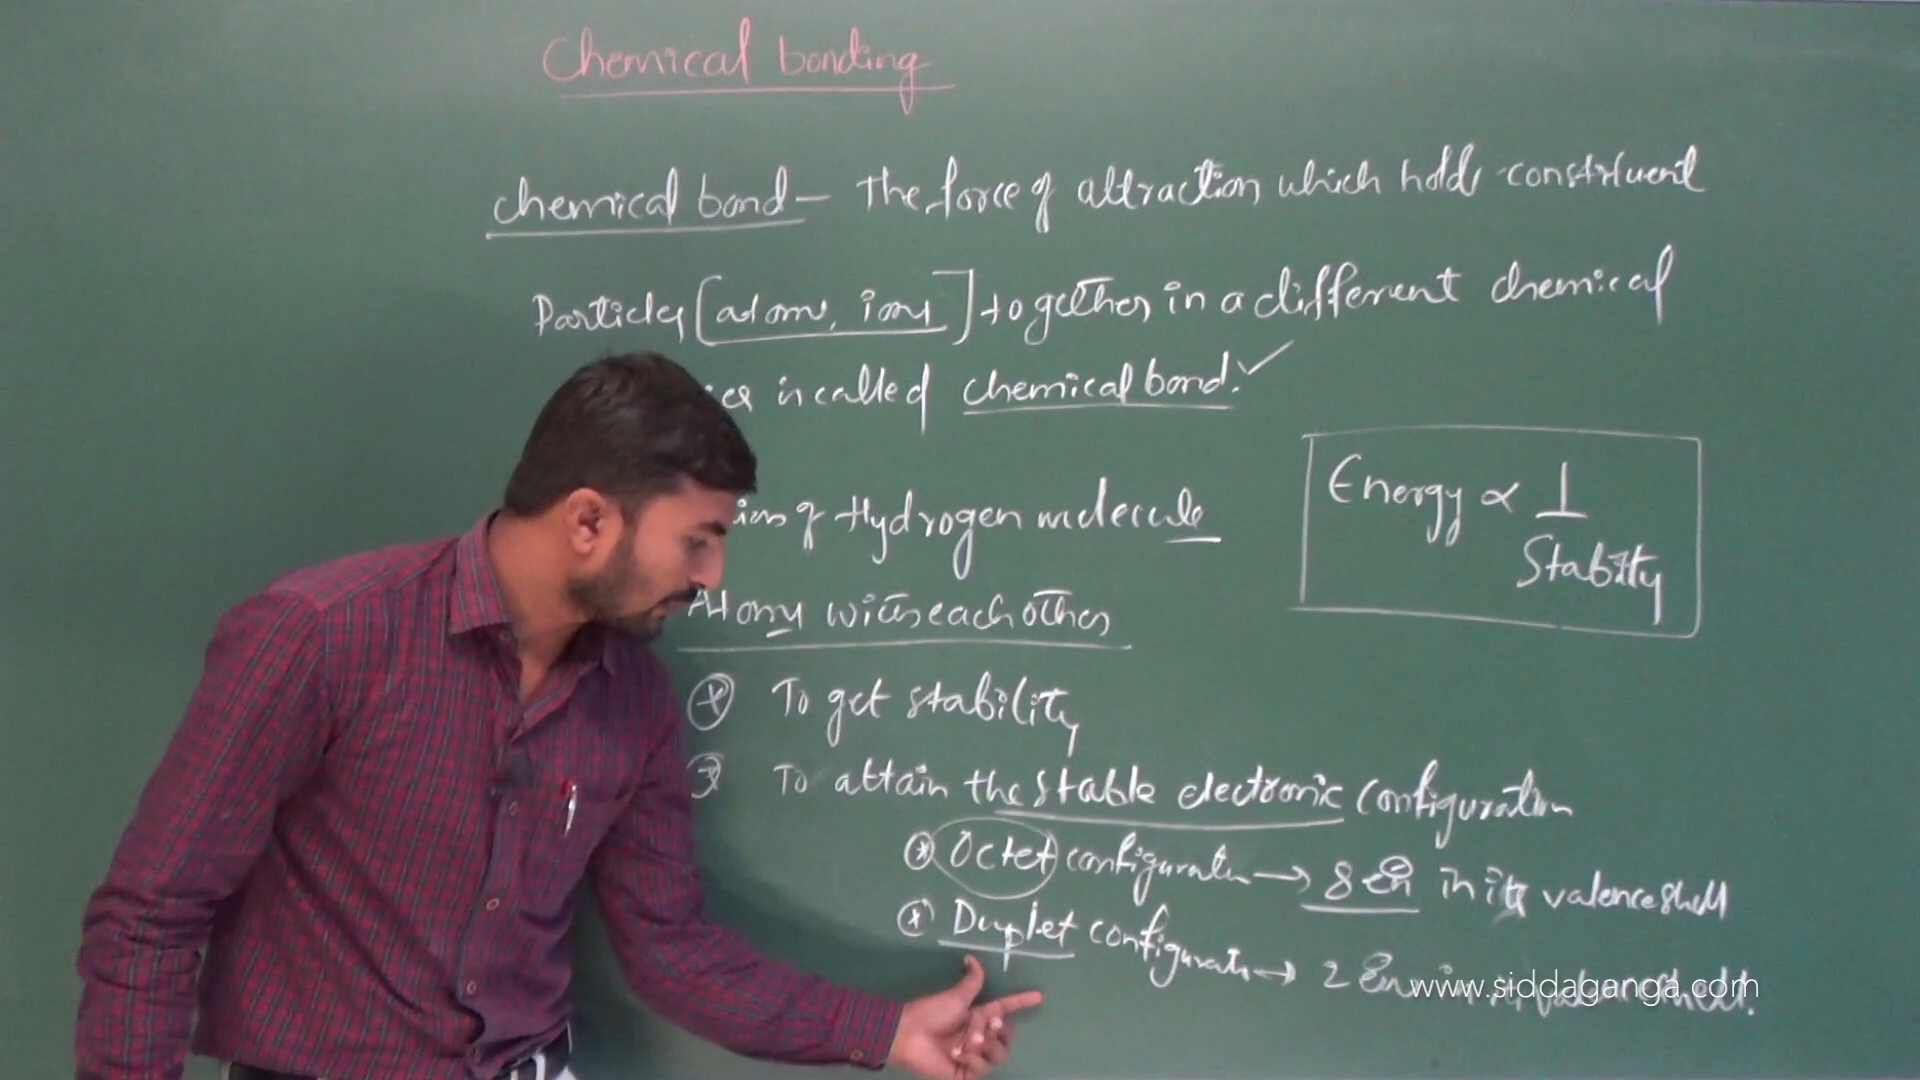 Chemical bonding
chemical bond - The force of attraction which holds constituent
Particles [atoms, ions] together in a different chemical
is called chemical bond.
of Hydrogen molecule
Energy ∝ 1
Stability
Atoms with each other
To get stability
To attain the stable electronic configuration
Octet configuration → 8 e̅n in its valence shell
Duplet configuration → 2 e̅n in
www.siddaganga.com